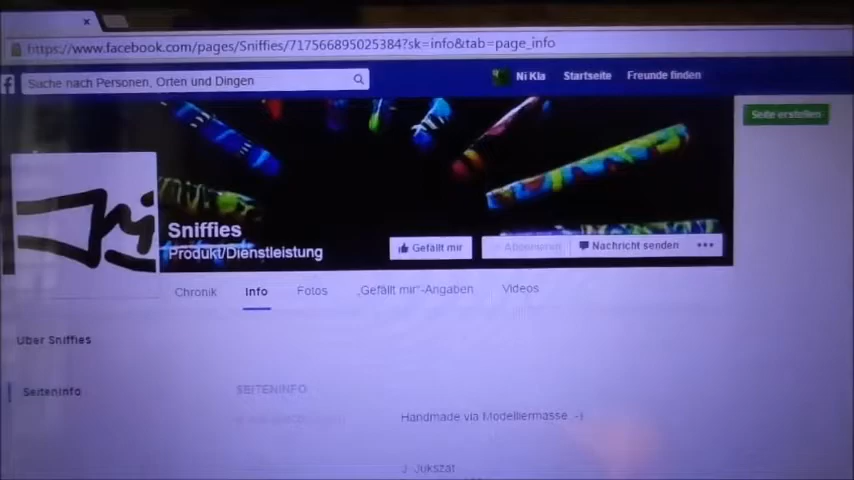 https://www.facebook.com/pages/Sniffies/717566895025384?sk=info&tab=page_info
Suche nach Personen, Orten und Dingen
Ni Kla
Startseite
Freunde finden
Seite erstellen
Sniffies
Produkt/Dienstleistung
Gefällt mir
Abonnieren
Nachricht senden
Chronik
Info
Fotos
„Gefällt mir“-Angaben
Videos
Über Sniffies
Seiteninfo
SEITENINFO
Handmade via Modelliermasse :-)
J. Jukszat